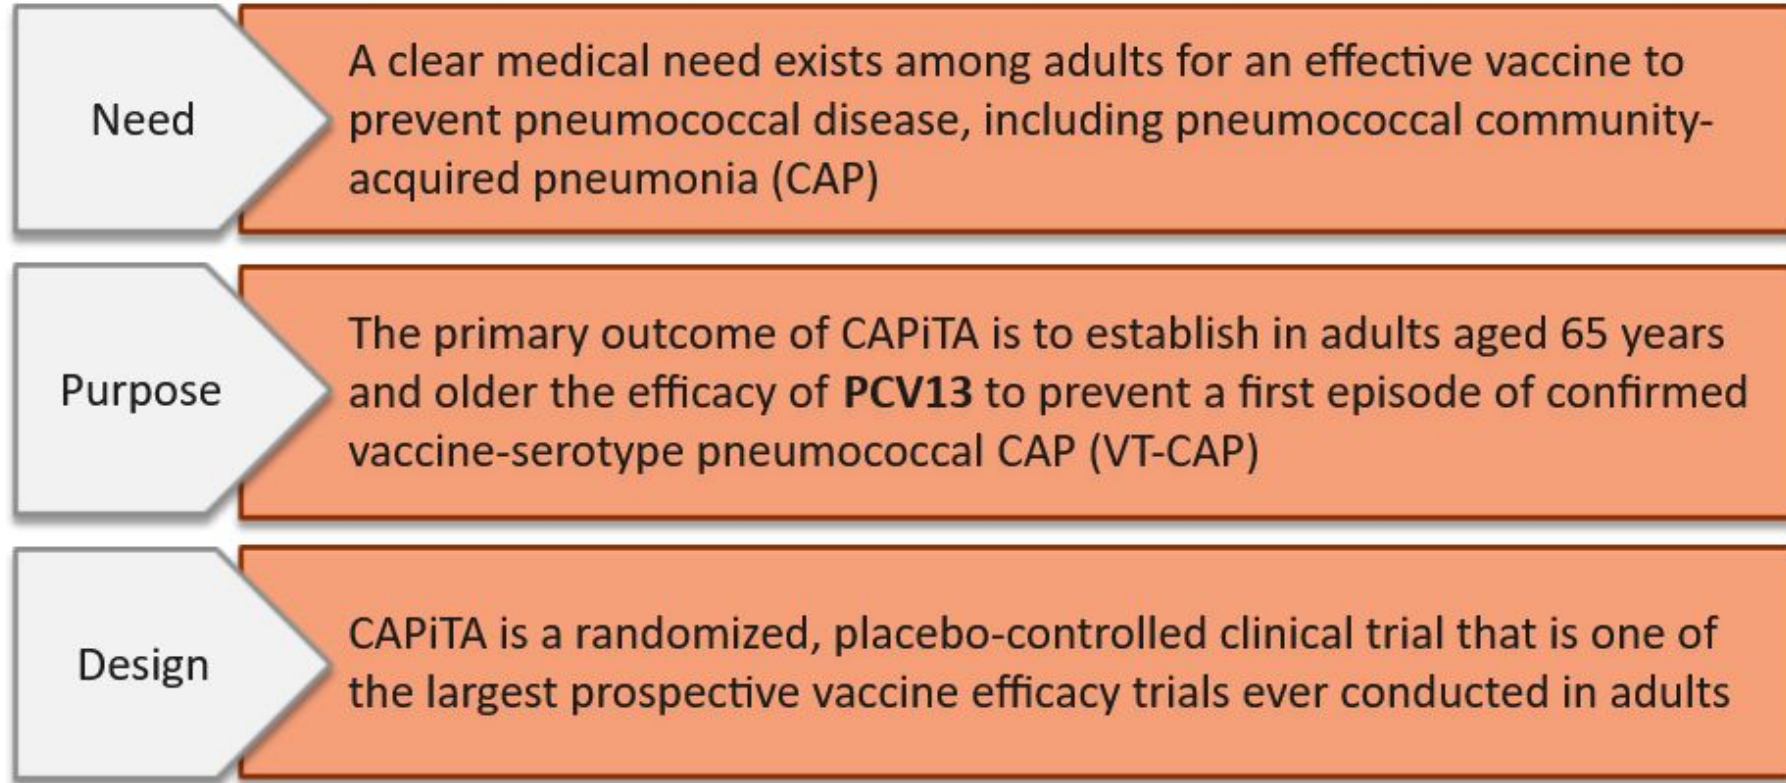 Need
A clear medical need exists among adults for an effective vaccine to
prevent pneumococcal disease, including pneumococcal community-
acquired pneumonia (CAP)
Purpose
The primary outcome of CAPiTA is to establish in adults aged 65 years
and older the efficacy of PCV13 to prevent a first episode of confirmed
vaccine-serotype pneumococcal CAP (VT-CAP)
Design
CAPiTA is a randomized, placebo-controlled clinical trial that is one of
the largest prospective vaccine efficacy trials ever conducted in adults